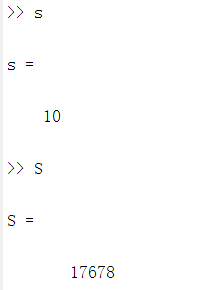 >> s
s =
10
>> S
S =
17678